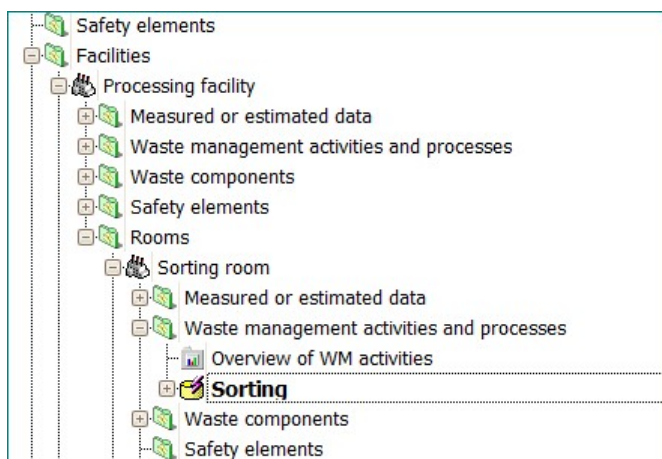 Safety elements
Facilities
Processing facility
Measured or estimated data
Waste management activities and processes
Waste components
Safety elements
Rooms
Sorting room
Measured or estimated data
Waste management activities and processes
Overview of WM activities
Sorting
Waste components
Safety elements